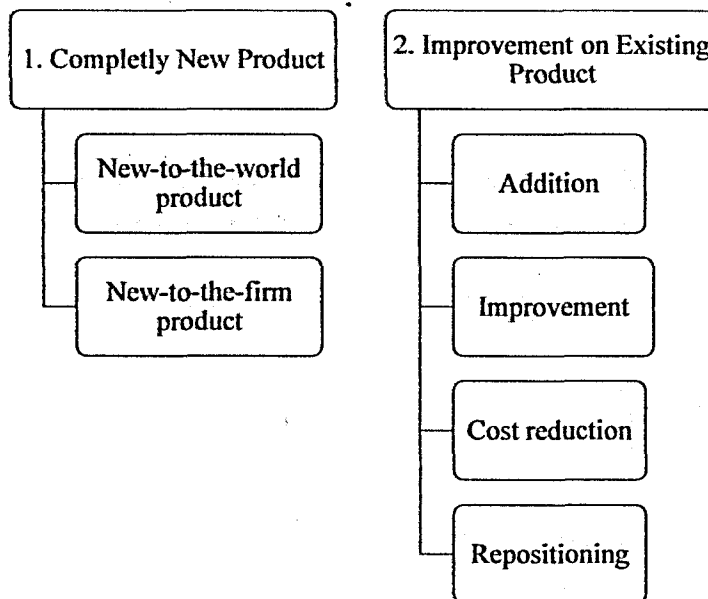 1. Completly New Product
New-to-the-world
product
New-to-the-firm
product
2. Improvement on Existing
Product
Addition
Improvement
Cost reduction
Repositioning